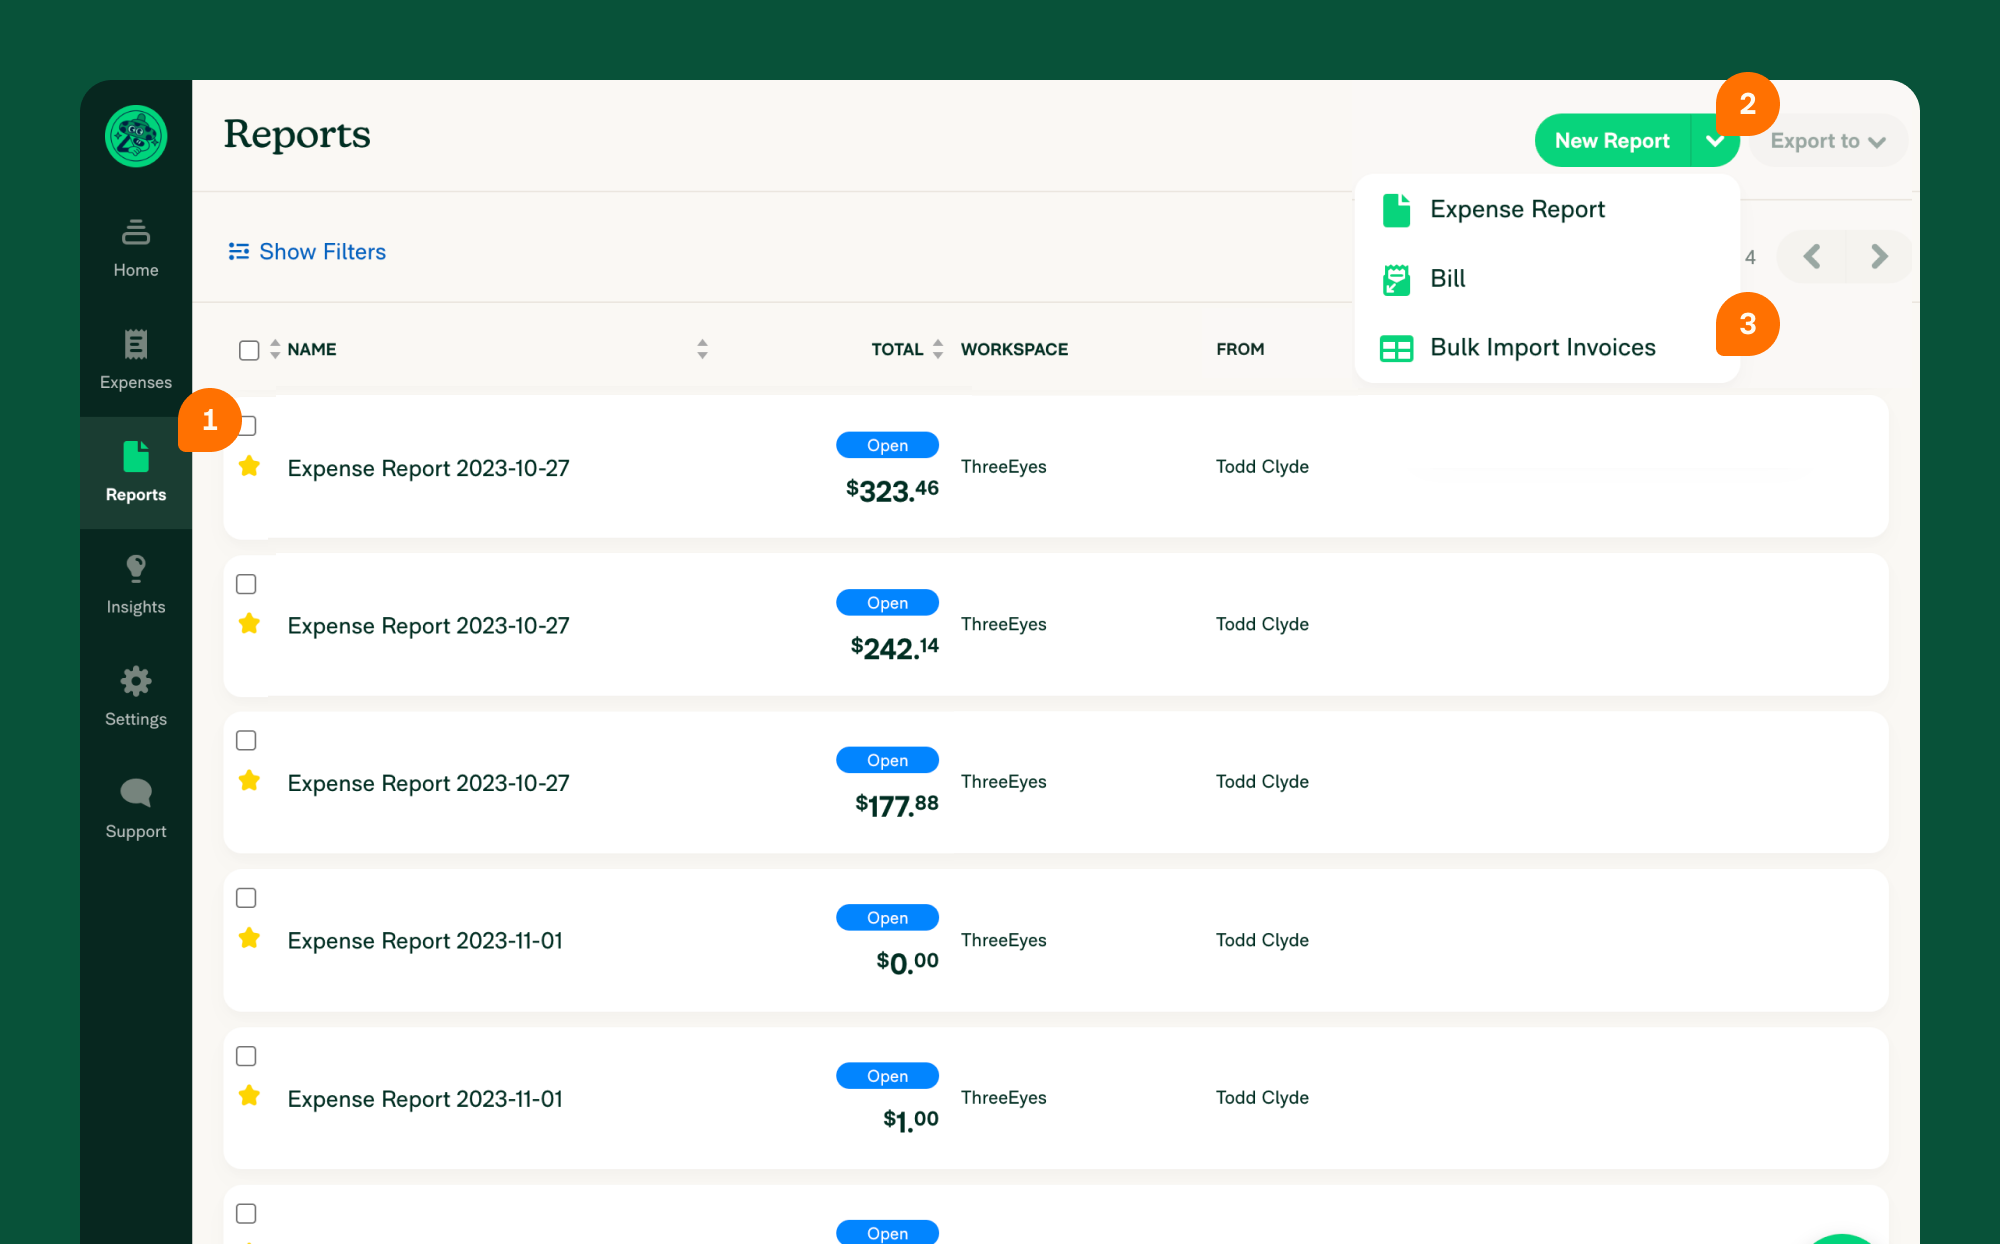 Reports
2
New Report
Export to
Expense Report
Bill
3
Bulk Import Invoices
Home
Expenses
1
Reports
Insights
Settings
Support
Show Filters
4
NAME TOTAL WORKSPACE FROM
Open
Expense Report 2023-10-27 ThreeEyes Todd Clyde
$323.46
Open
Expense Report 2023-10-27 ThreeEyes Todd Clyde
$242.14
Open
Expense Report 2023-10-27 ThreeEyes Todd Clyde
$177.88
Open
Expense Report 2023-11-01 ThreeEyes Todd Clyde
$0.00
Open
Expense Report 2023-11-01 ThreeEyes Todd Clyde
$1.00
Open